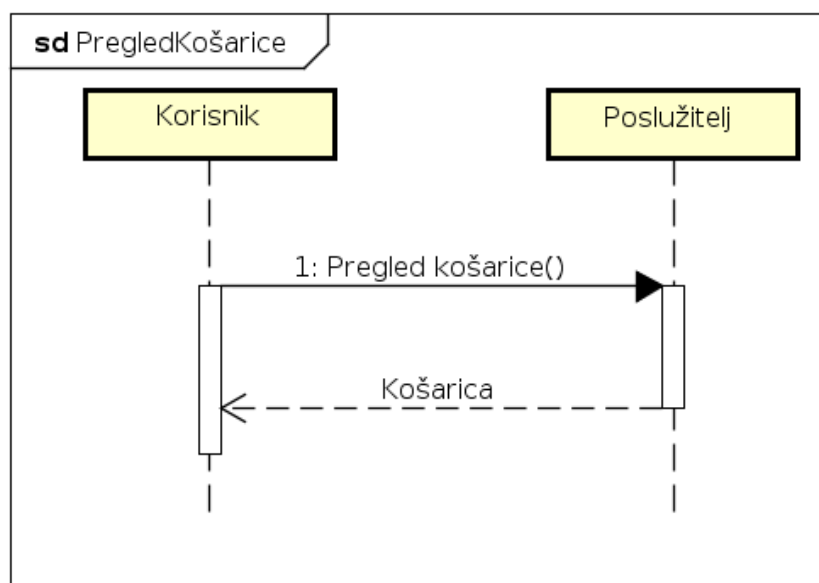 sd PregledKošarice
Korisnik
Poslužitelj
1: Pregled košarice()
Košarica